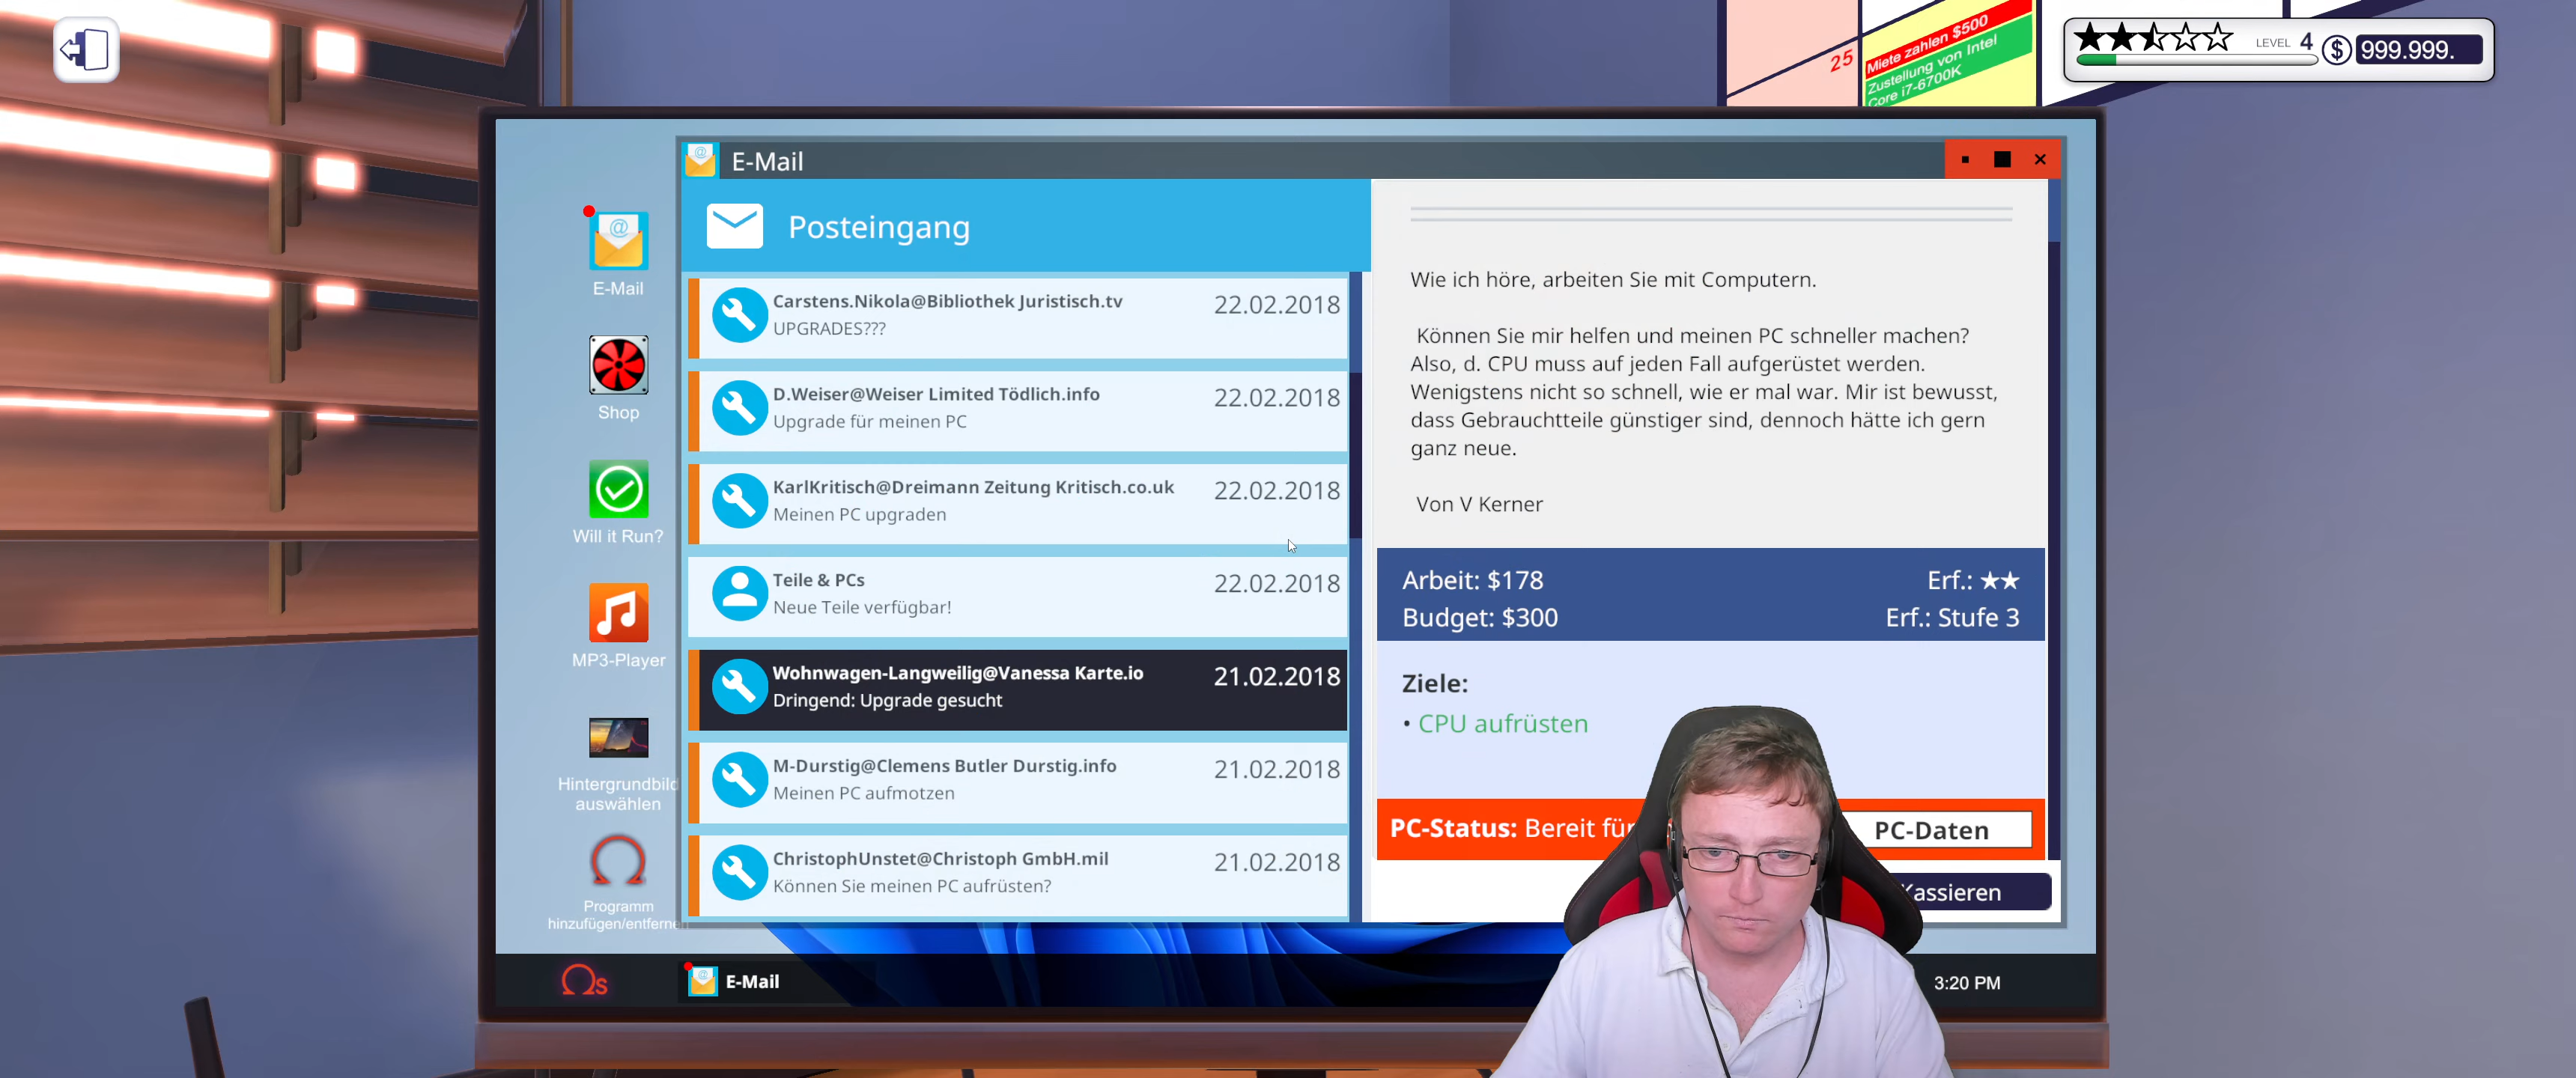 25
Miete zahlen $500
Zustellung von Intel
Core i7-6700K
LEVEL 4
$ 999.999.
E-Mail
Shop
Will it Run?
MP3-Player
Hintergrundbild
auswählen
Programm
E-Mail
Posteingang
Carstens.Nikola@Bibliothek Juristisch.tv 22.02.2018
UPGRADES???
D.Weiser@Weiser Limited Tödlich.info 22.02.2018
Upgrade für meinen PC
KarlKritisch@Dreimann Zeitung Kritisch.co.uk 22.02.2018
Meinen PC upgraden
Teile & PCs 22.02.2018
Neue Teile verfügbar!
Wohnwagen-Langweilig@Vanessa Karte.io 21.02.2018
Dringend: Upgrade gesucht
M-Durstig@Clemens Butler Durstig.info 21.02.2018
Meinen PC aufmotzen
ChristophUnstet@Christoph GmbH.mil 21.02.2018
Können Sie meinen PC aufrüsten?
Wie ich höre, arbeiten Sie mit Computern.
Können Sie mir helfen und meinen PC schneller machen?
Also, d. CPU muss auf jeden Fall aufgerüstet werden.
Wenigstens nicht so schnell, wie er mal war. Mir ist bewusst,
dass Gebrauchtteile günstiger sind, dennoch hätte ich gern
ganz neue.
Von V Kerner
Arbeit: $178 Erf.: ★★
Budget: $300 Erf.: Stufe 3
Ziele:
• CPU aufrüsten
PC-Status: Bereit für
PC-Daten
Kassieren
Ωs
E-Mail
3:20 PM